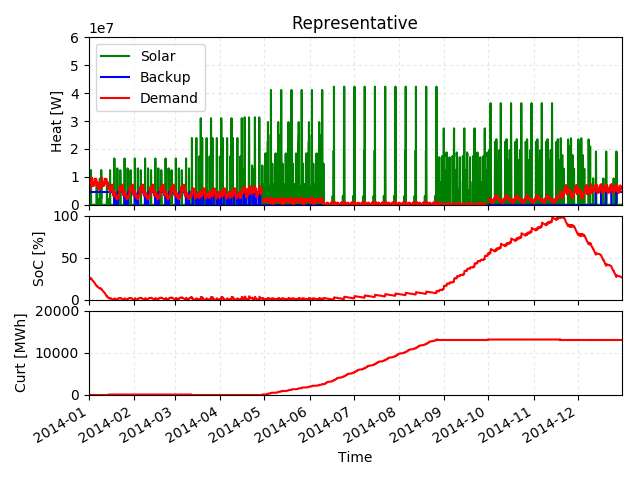 Representative
1e7
Heat [W]
6
5
4
3
2
1
0
Solar
Backup
Demand
SoC [%]
100
50
0
Curt [MWh]
20000
10000
0
2014-01 2014-02 2014-03 2014-04 2014-05 2014-06 2014-07 2014-08 2014-09 2014-10 2014-11 2014-12
Time